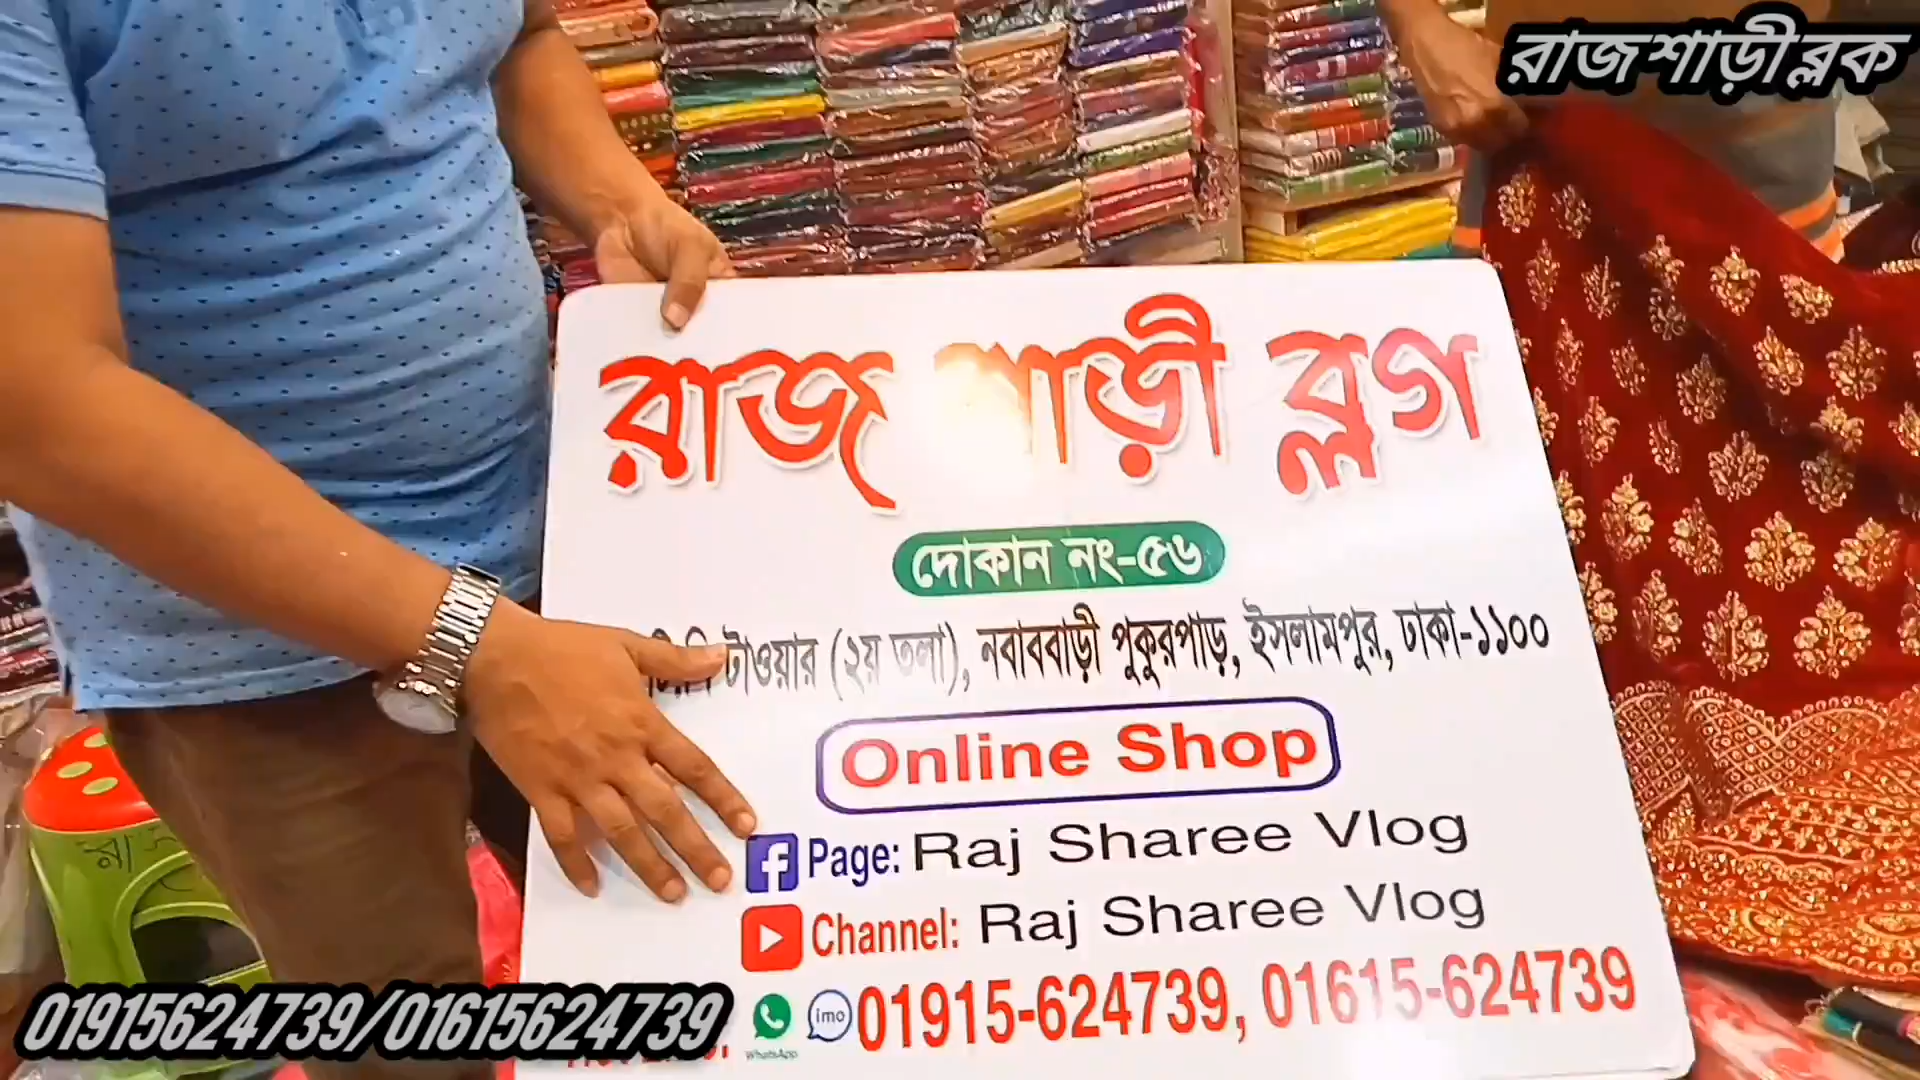 রাজ শাড়ী ব্লক
রাজ শাড়ী ব্লগ
দোকান নং-৫৬
টাওয়ার (২য় তলা), নবাববাড়ী পুকুরপাড়, ইসলামপুর, ঢাকা-১১০০
Online Shop
f Page: Raj Sharee Vlog
Channel: Raj Sharee Vlog
WhatsApp imo 01915-624739, 01615-624739
01915624739/01615624739